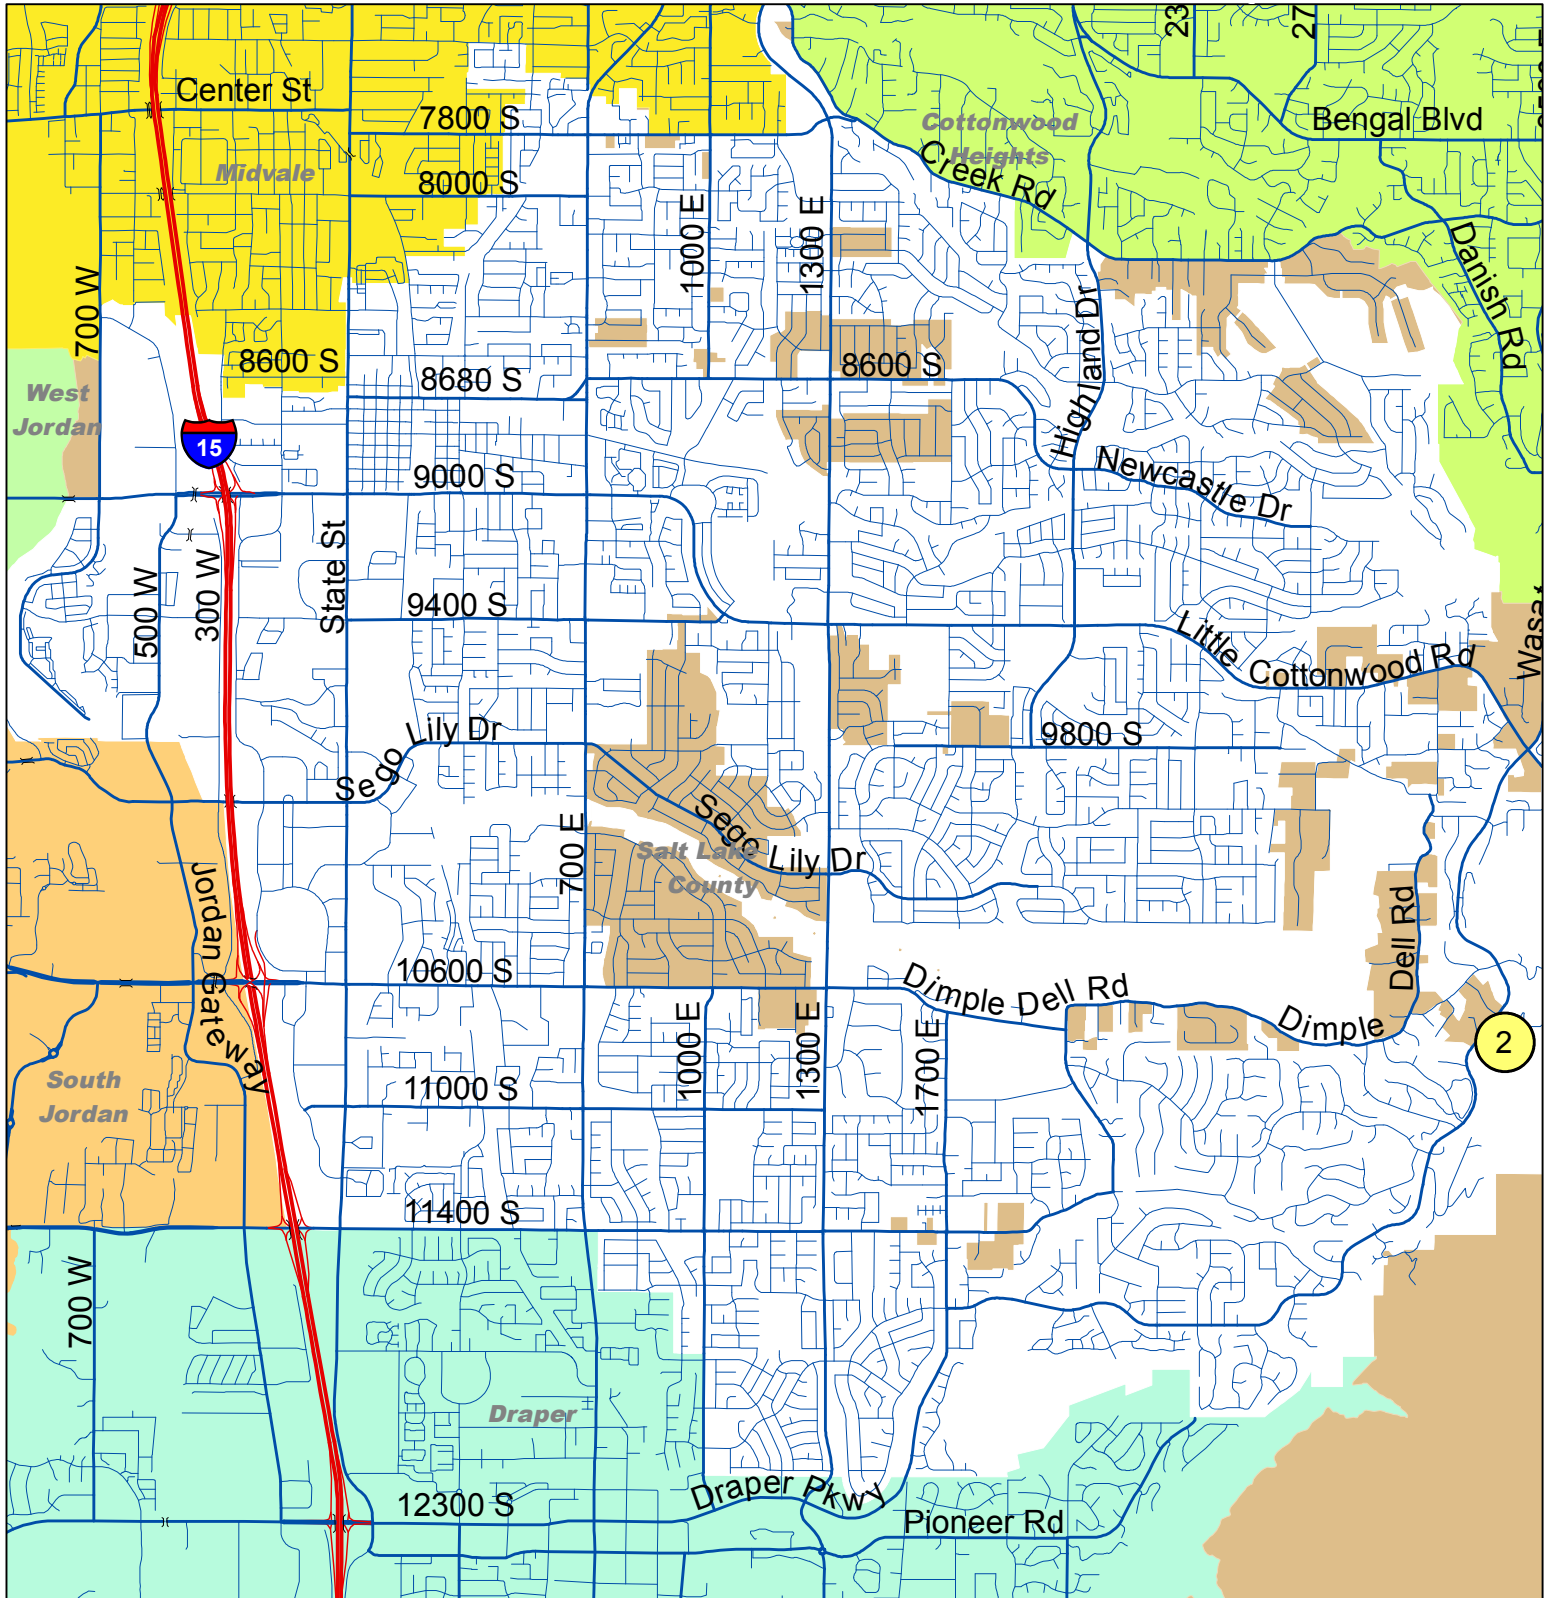 23
27
Center St
7800 S
Bengal Blvd
Cottonwood
Heights
Creek Rd
Midvale
8000 S
1000 E
1300 E
700 W
Danish Rd
Highland Dr
8600 S
8680 S
8600 S
West
Jordan
15
9000 S
Newcastle Dr
State St
300 W
500 W
9400 S
Little Cottonwood Rd
Wasat
Sego Lily Dr
9800 S
Sego Lily Dr
700 E
Salt Lake
County
Jordan Gateway
Dell Rd
10600 S
Dimple Dell Rd
Dimple
1000 E
1300 E
1700 E
2
South
Jordan
11000 S
11400 S
700 W
Draper
12300 S
Draper Pkwy
Pioneer Rd